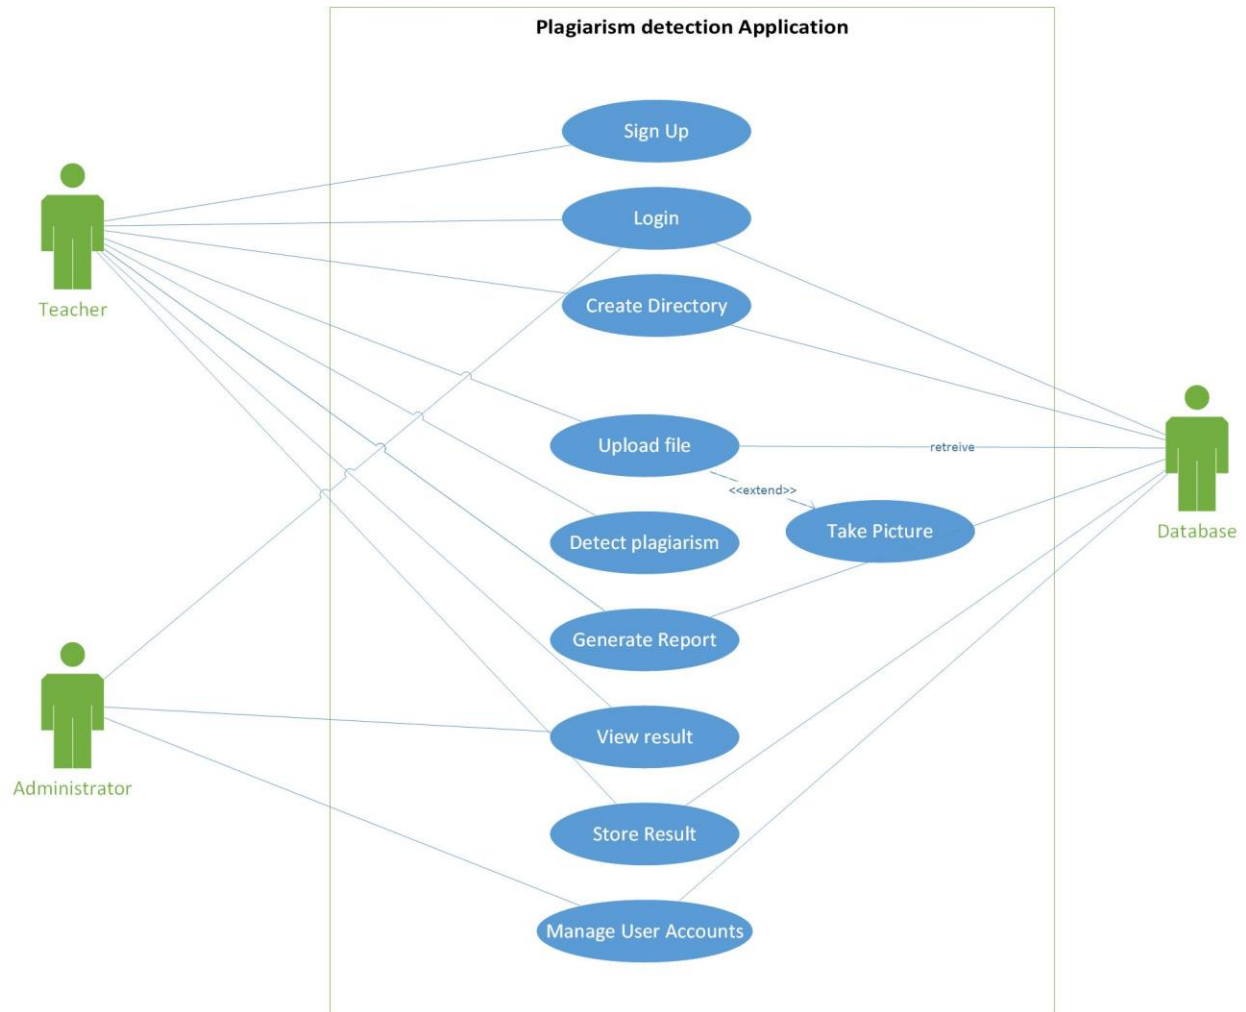 Plagiarism detection Application
Sign Up
Login
Teacher
Create Directory
Upload file
retreive
<<extend>>
Take Picture
Database
Detect plagiarism
Generate Report
View result
Administrator
Store Result
Manage User Accounts